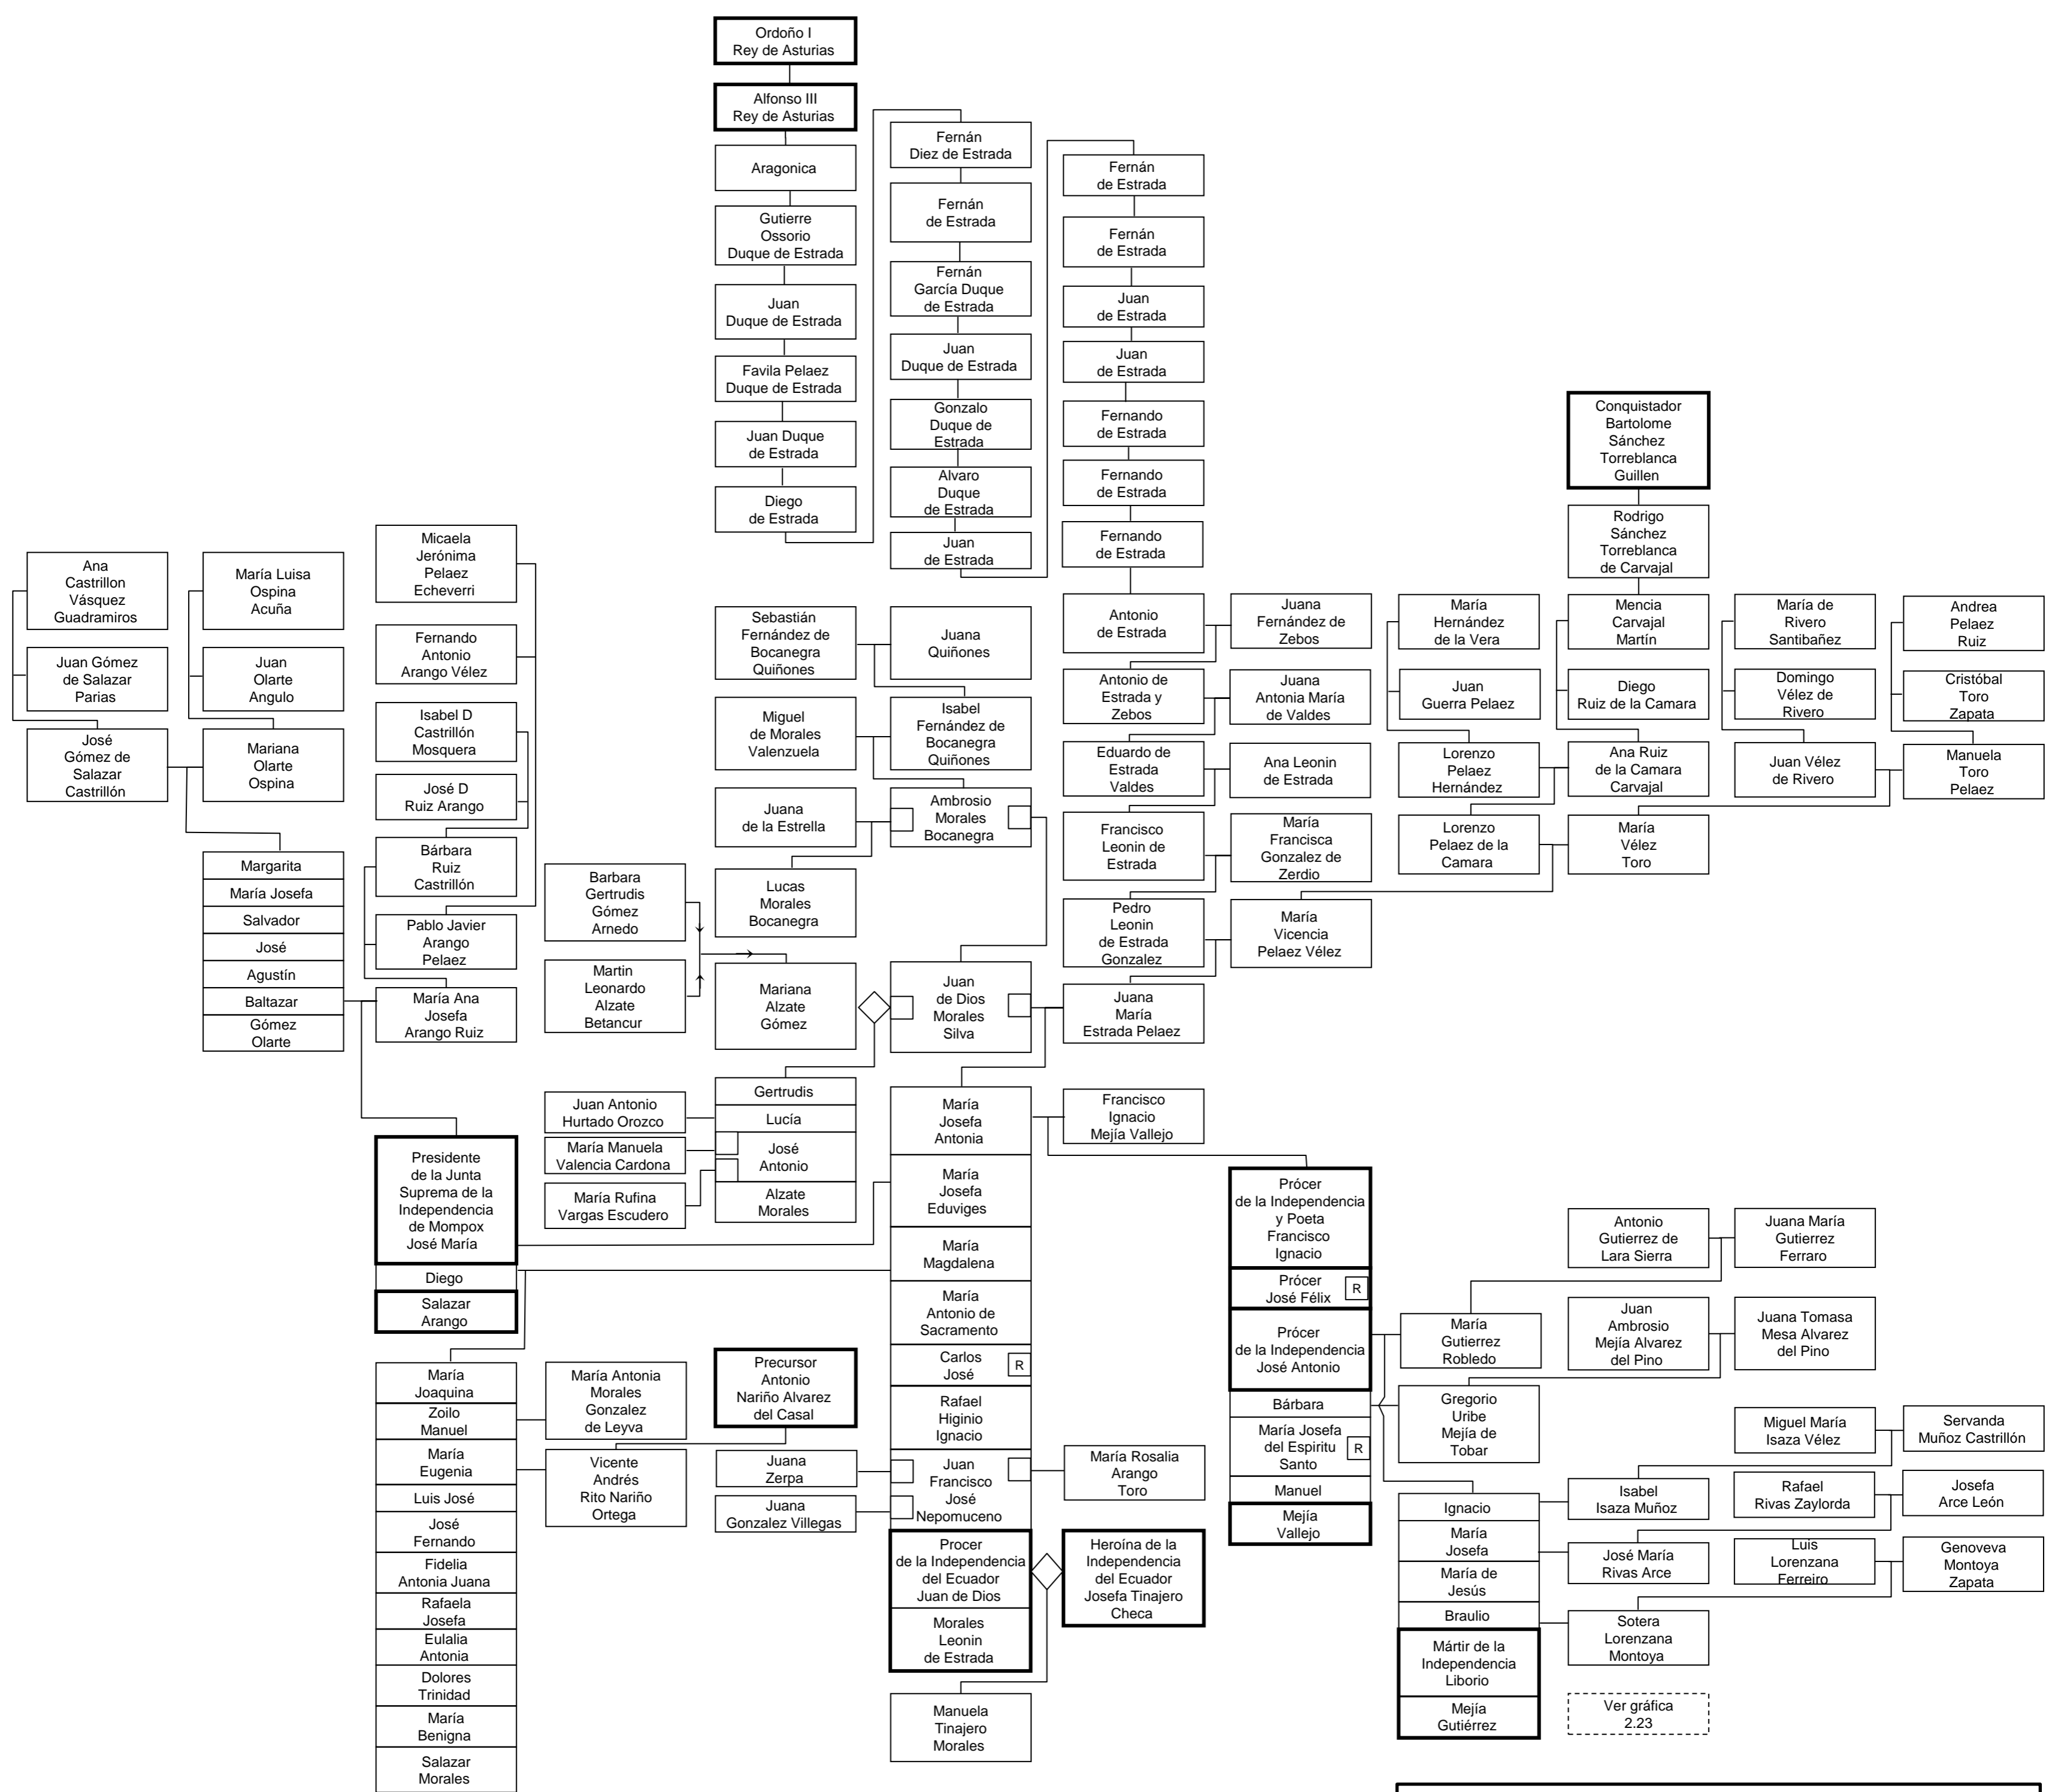 Ordoño I
Rey de Asturias
Alfonso III
Rey de Asturias
Aragonica
Gutierre
Ossorio
Duque de Estrada
Juan
Duque de Estrada
Favila Pelaez
Duque de Estrada
Juan Duque
de Estrada
Diego
de Estrada
Fernán
Diez de Estrada
Fernán
de Estrada
Fernán
García Duque
de Estrada
Juan
Duque de Estrada
Gonzalo
Duque de
Estrada
Alvaro
Duque
de Estrada
Juan
de Estrada
Fernán
de Estrada
Fernán
de Estrada
Juan
de Estrada
Juan
de Estrada
Fernando
de Estrada
Fernando
de Estrada
Fernando
de Estrada
Antonio
de Estrada
Juana
Fernández de
Zebos
Antonio de
Estrada y
Zebos
Juana
Antonia María
de Valdes
Eduardo de
Estrada
Valdes
Ana Leonin
de Estrada
Francisco
Leonin de
Estrada
María
Francisca
Gonzalez de
Zerdio
Pedro
Leonin
de Estrada
Gonzalez
María
Vicencia
Pelaez Vélez
Juana
María
Estrada Pelaez
Conquistador
Bartolome
Sánchez
Torreblanca
Guillen
Rodrigo
Sánchez
Torreblanca
de Carvajal
María
Hernández
de la Vera
Mencia
Carvajal
Martín
María de
Rivero
Santibañez
Andrea
Pelaez
Ruiz
Juan
Guerra Pelaez
Diego
Ruiz de la Camara
Domingo
Vélez de
Rivero
Cristóbal
Toro
Zapata
Lorenzo
Pelaez
Hernández
Ana Ruiz
de la Camara
Carvajal
Juan Vélez
de Rivero
Manuela
Toro
Pelaez
Lorenzo
Pelaez de la
Camara
María
Vélez
Toro
Ana
Castrillon
Vásquez
Guadramiros
María Luisa
Ospina
Acuña
Micaela
Jerónima
Pelaez
Echeverri
Juan Gómez
de Salazar
Parias
Juan
Olarte
Angulo
Fernando
Antonio
Arango Vélez
José
Gómez de
Salazar
Castrillón
Mariana
Olarte
Ospina
Isabel D
Castrillón
Mosquera
José D
Ruiz Arango
Bárbara
Ruiz
Castrillón
Pablo Javier
Arango
Pelaez
María Ana
Josefa
Arango Ruiz
Margarita
María Josefa
Salvador
José
Agustín
Baltazar
Gómez
Olarte
Sebastián
Fernández de
Bocanegra
Quiñones
Juana
Quiñones
Miguel
de Morales
Valenzuela
Isabel
Fernández de
Bocanegra
Quiñones
Juana
de la Estrella
Ambrosio
Morales
Bocanegra
Lucas
Morales
Bocanegra
Barbara
Gertrudis
Gómez
Arnedo
Martin
Leonardo
Alzate
Betancur
Mariana
Alzate
Gómez
Juan
de Dios
Morales
Silva
Gertrudis
Lucía
José
Antonio
Alzate
Morales
Juan Antonio
Hurtado Orozco
María Manuela
Valencia Cardona
María Rufina
Vargas Escudero
María
Josefa
Antonia
María
Josefa
Eduviges
María
Magdalena
María
Antonio de
Sacramento
Carlos
José
R
Rafael
Higinio
Ignacio
Juan
Francisco
José
Nepomuceno
Procer
de la Independencia
del Ecuador
Juan de Dios
Morales
Leonin
de Estrada
Francisco
Ignacio
Mejía Vallejo
Presidente
de la Junta
Suprema de la
Independencia
de Mompox
José María
Diego
Salazar
Arango
María
Joaquina
Zoilo
Manuel
María
Eugenia
Luis José
José
Fernando
Fidelia
Antonia Juana
Rafaela
Josefa
Eulalia
Antonia
Dolores
Trinidad
María
Benigna
Salazar
Morales
María Antonia
Morales
Gonzalez
de Leyva
Vicente
Andrés
Rito Nariño
Ortega
Precursor
Antonio
Nariño Alvarez
del Casal
Juana
Zerpa
Juana
Gonzalez Villegas
María Rosalia
Arango
Toro
Heroína de la
Independencia
del Ecuador
Josefa Tinajero
Checa
Manuela
Tinajero
Morales
Prócer
de la Independencia
y Poeta
Francisco
Ignacio
Prócer
José Félix
R
Prócer
de la Independencia
José Antonio
Bárbara
María Josefa
del Espiritu
Santo
R
Manuel
Mejía
Vallejo
Antonio
Gutierrez de
Lara Sierra
Juana María
Gutierrez
Ferraro
María
Gutierrez
Robledo
Juan
Ambrosio
Mejía Alvarez
del Pino
Juana Tomasa
Mesa Alvarez
del Pino
Gregorio
Uribe
Mejía de
Tobar
Miguel María
Isaza Vélez
Servanda
Muñoz Castrillón
Ignacio
María
Josefa
María de
Jesús
Braulio
Mártir de la
Independencia
Liborio
Mejía
Gutiérrez
Isabel
Isaza Muñoz
Rafael
Rivas Zaylorda
Josefa
Arce León
José María
Rivas Arce
Luis
Lorenzana
Ferreiro
Genoveva
Montoya
Zapata
Sotera
Lorenzana
Montoya
Ver gráfica
2.23